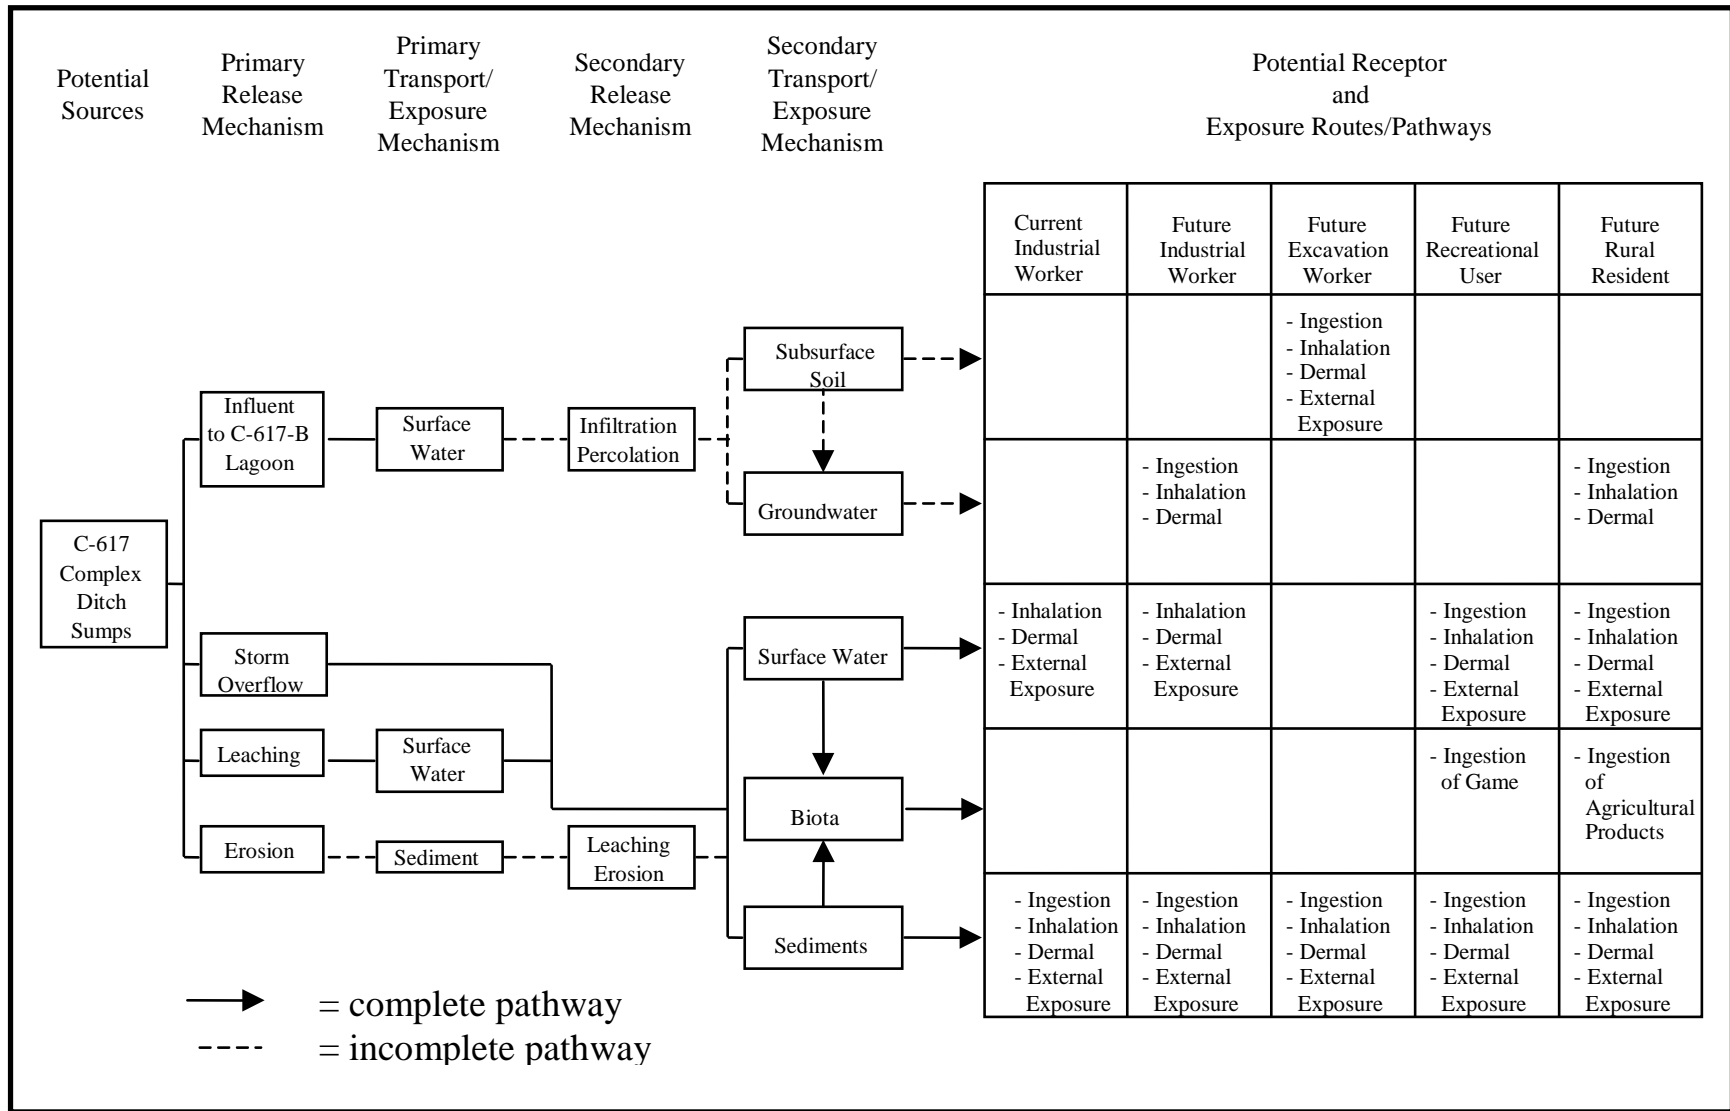 Potential
Sources
Primary
Release
Mechanism
Primary
Transport/
Exposure
Mechanism
Secondary
Release
Mechanism
Secondary
Transport/
Exposure
Mechanism
Potential Receptor
and
Exposure Routes/Pathways
Current
Industrial
Worker
Future
Industrial
Worker
Future
Excavation
Worker
Future
Recreational
User
Future
Rural
Resident
C-617
Complex
Ditch
Sumps
Influent
to C-617-B
Lagoon
Surface
Water
Infiltration
Percolation
Subsurface
Soil
- Ingestion
- Inhalation
- Dermal
- External
Exposure
Groundwater
- Ingestion
- Inhalation
- Dermal
- Ingestion
- Inhalation
- Dermal
Storm
Overflow
Surface Water
- Inhalation
- Dermal
- External
Exposure
- Inhalation
- Dermal
- External
Exposure
- Ingestion
- Inhalation
- Dermal
- External
Exposure
- Ingestion
- Inhalation
- Dermal
- External
Exposure
Leaching
Surface
Water
Biota
- Ingestion
of Game
- Ingestion
of
Agricultural
Products
Erosion
Sediment
Leaching
Erosion
Sediments
- Ingestion
- Inhalation
- Dermal
- External
Exposure
- Ingestion
- Inhalation
- Dermal
- External
Exposure
- Ingestion
- Inhalation
- Dermal
- External
Exposure
- Ingestion
- Inhalation
- Dermal
- External
Exposure
- Ingestion
- Inhalation
- Dermal
- External
Exposure
= complete pathway
= incomplete pathway